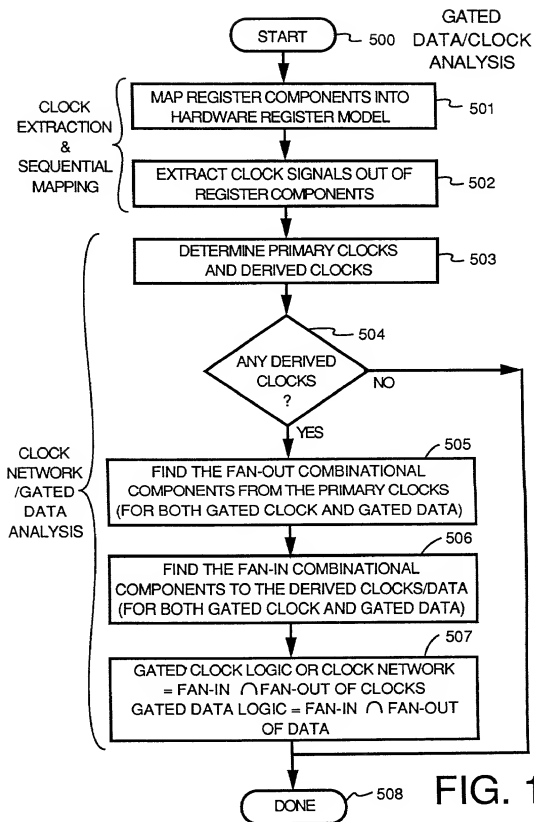 GATED
DATA/CLOCK
ANALYSIS
START
500
CLOCK
EXTRACTION
&
SEQUENTIAL
MAPPING
MAP REGISTER COMPONENTS INTO
HARDWARE REGISTER MODEL
501
EXTRACT CLOCK SIGNALS OUT OF
REGISTER COMPONENTS
502
DETERMINE PRIMARY CLOCKS
AND DERIVED CLOCKS
503
504
ANY DERIVED
CLOCKS
?
NO
YES
CLOCK
NETWORK
/GATED
DATA
ANALYSIS
505
FIND THE FAN-OUT COMBINATIONAL
COMPONENTS FROM THE PRIMARY CLOCKS
(FOR BOTH GATED CLOCK AND GATED DATA)
506
FIND THE FAN-IN COMBINATIONAL
COMPONENTS TO THE DERIVED CLOCKS/DATA
(FOR BOTH GATED CLOCK AND GATED DATA)
507
GATED CLOCK LOGIC OR CLOCK NETWORK
= FAN-IN ∩ FAN-OUT OF CLOCKS
GATED DATA LOGIC = FAN-IN ∩ FAN-OUT
OF DATA
DONE
508
FIG. 1